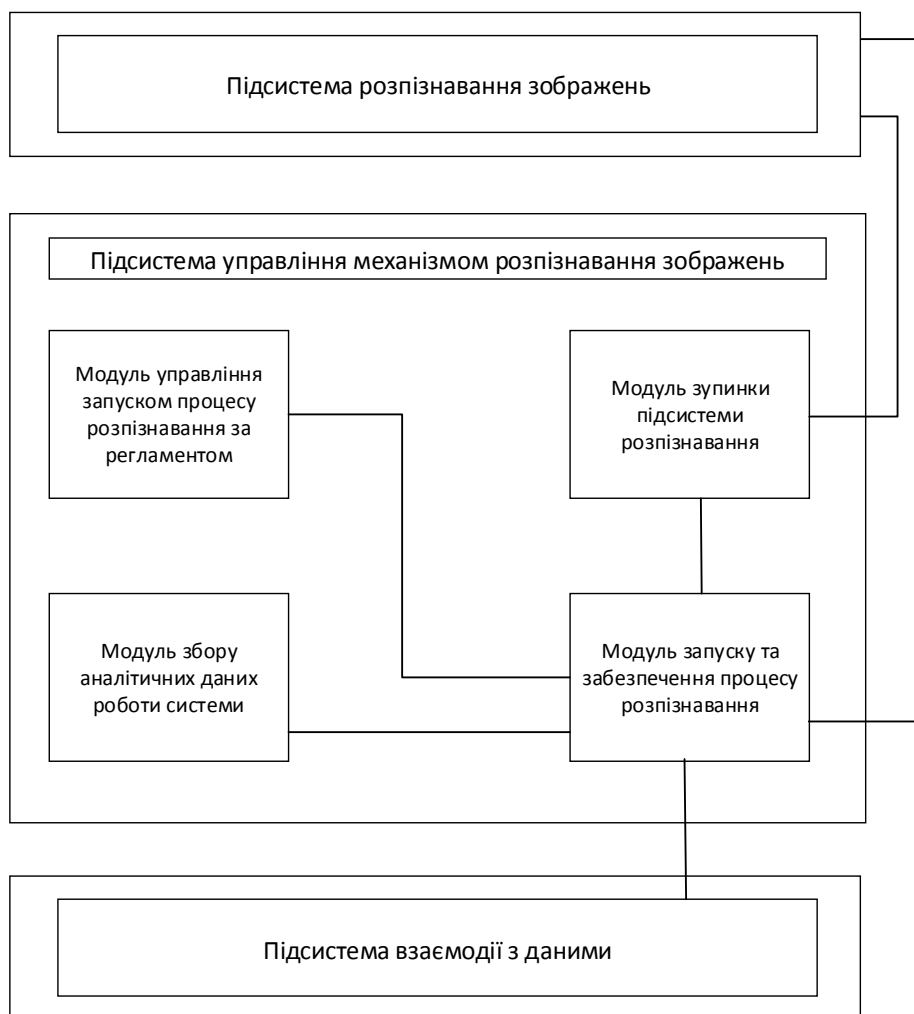 Підсистема розпізнавання зображень
Підсистема управління механізмом розпізнавання зображень
Модуль управління
запуском процесу
розпізнавання за
регламентом
Модуль зупинки
підсистеми
розпізнавання
Модуль збору
аналітичних даних
роботи системи
Модуль запуску та
забезпечення процесу
розпізнавання
Підсистема взаємодії з даними